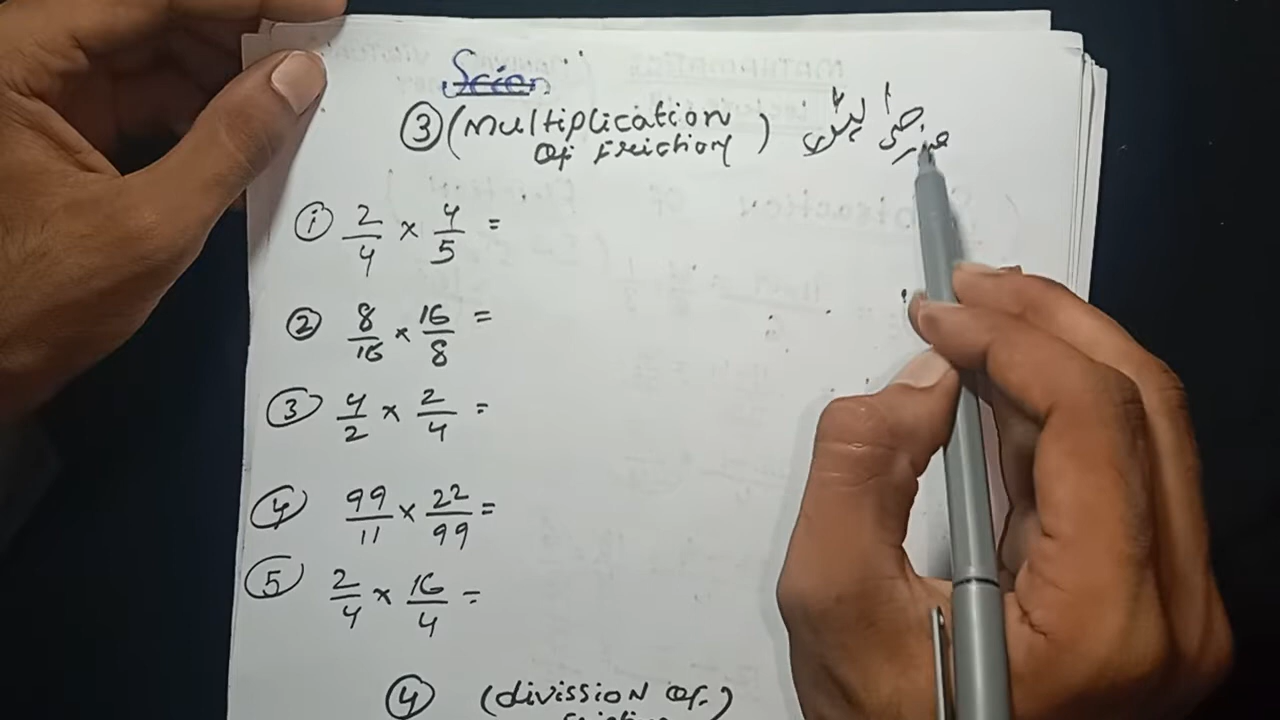 Scien
③ (Multiplication
of friction)
① 2/4 × 4/5 =
② 8/16 × 16/8 =
③ 4/2 × 2/4 =
④ 99/11 × 22/99 =
⑤ 2/4 × 16/4 =
④ (divission of.)